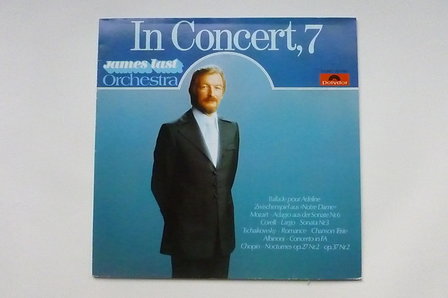 In Concert,7
james last
Orchestra
Polydor
Ballade pour Adeline
Zwischenspiel aus »Notre Dame«
Mozart · Adagio aus der Sonate Nr.6
Corelli · Largo · Sonata Nr.3
Tschaikowsky · Romance · Chanson Triste
Albinoni · Concerto in FA
Chopin · Nocturnes op.27 Nr.2 · op.37 Nr.2